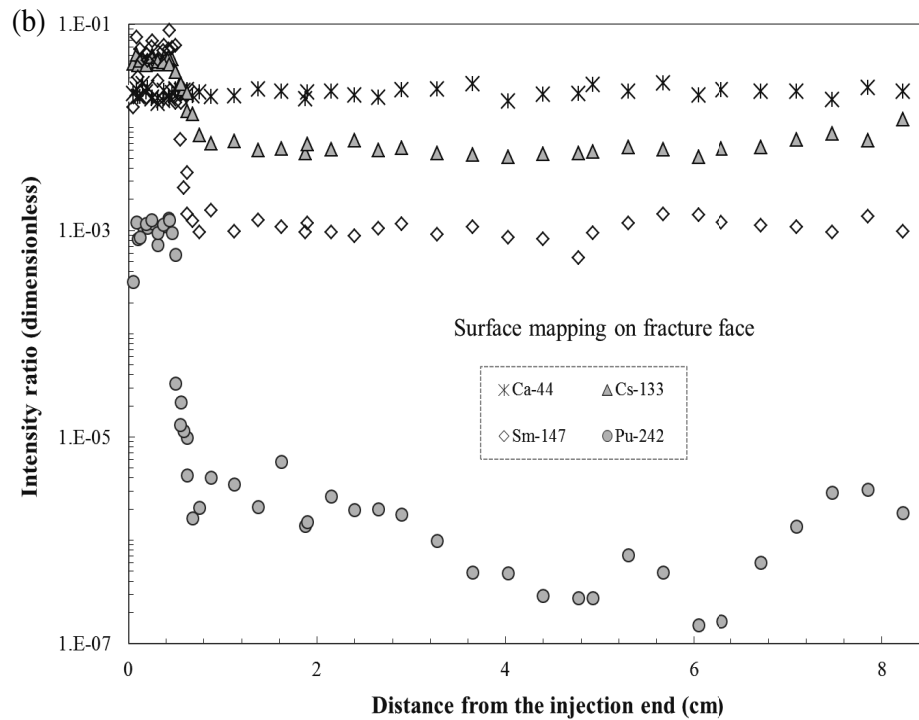 (b)
1.E-01
1.E-03
1.E-05
1.E-07
Intensity ratio (dimensionless)
Surface mapping on fracture face
Ca-44 Cs-133
Sm-147 Pu-242
0 2 4 6 8
Distance from the injection end (cm)